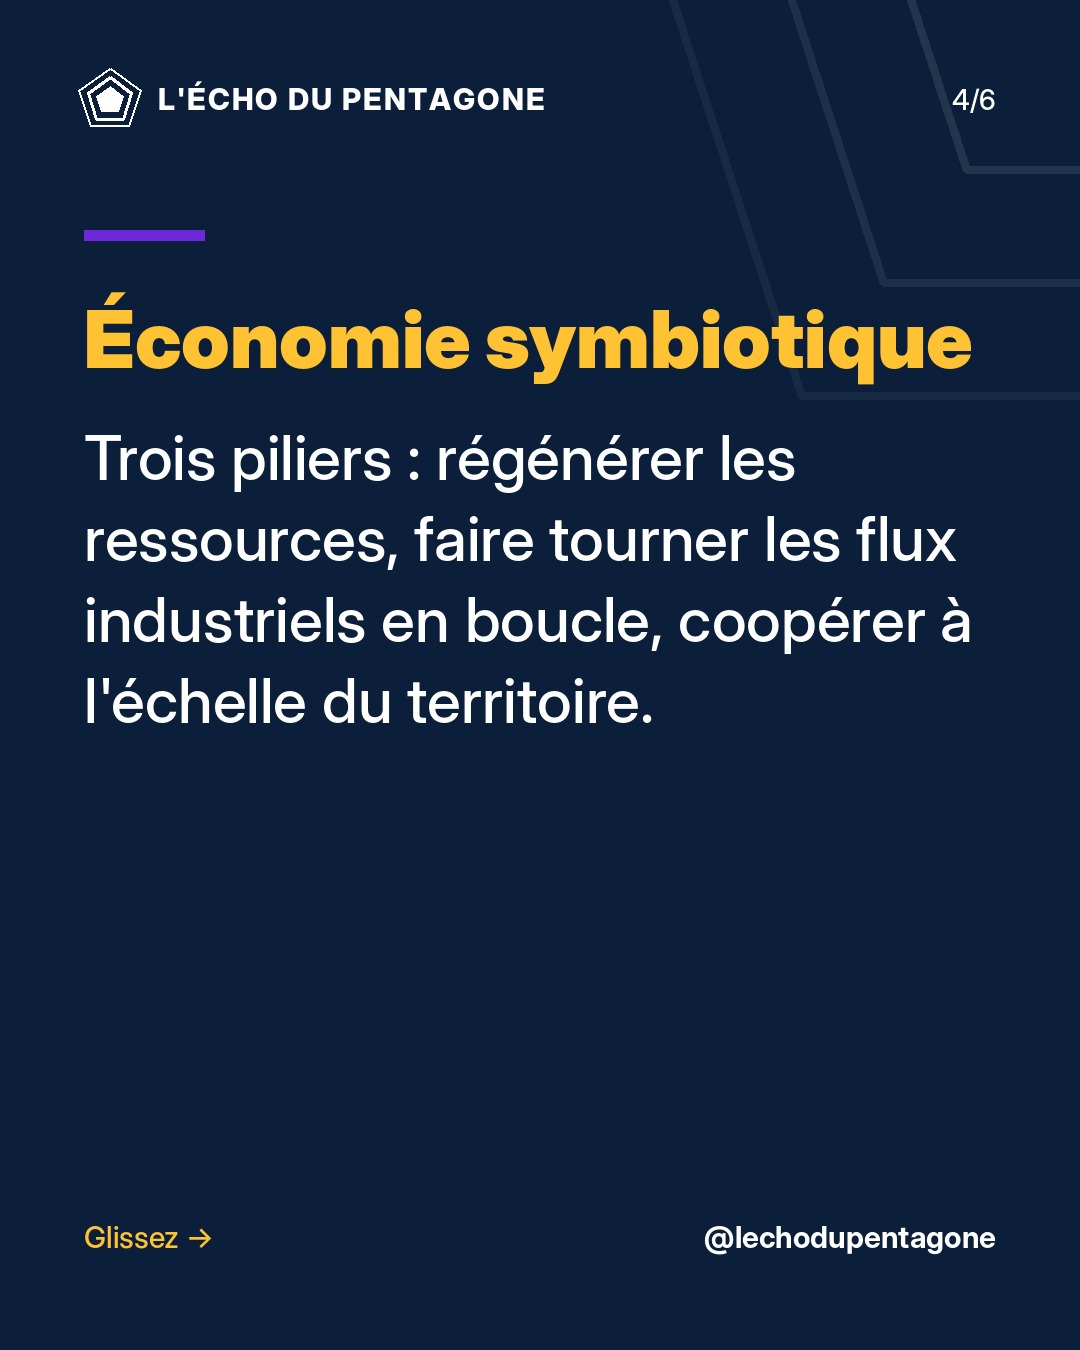 L'ÉCHO DU PENTAGONE
4/6
Économie symbiotique
Trois piliers : régénérer les
ressources, faire tourner les flux
industriels en boucle, coopérer à
l'échelle du territoire.
Glissez →
@lechodupentagone